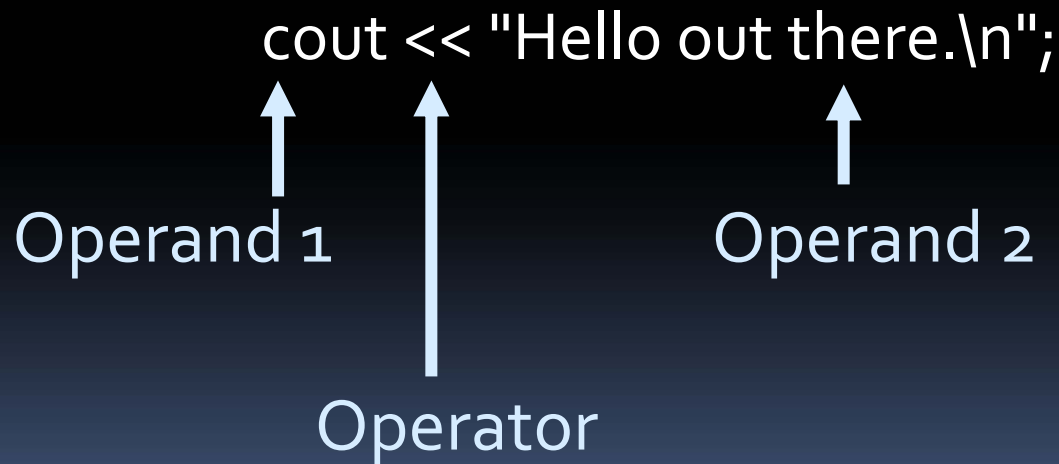 cout << "Hello out there.\n";
Operand 1
Operand 2
Operator